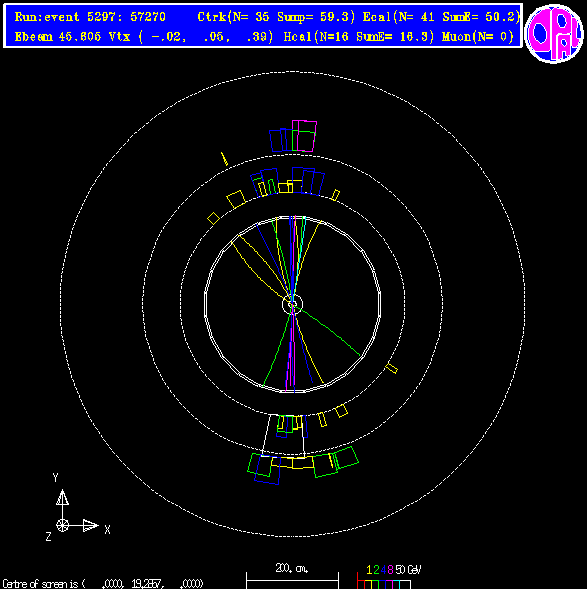 Run:event 5297: 57270 Ctrk(N= 35 Sump= 59.3) Ecal(N= 41 SumE= 50.2)
Ebeam 45.605 Vtx ( -.02, .05, .39) Hcal(N=16 SumE= 16.3) Muon(N= 0)
OPAL
Y
X
Z
200. cm.
1 2 4 8 50 GeV
Centre of screen is ( .0000, 19.2857, .0000)